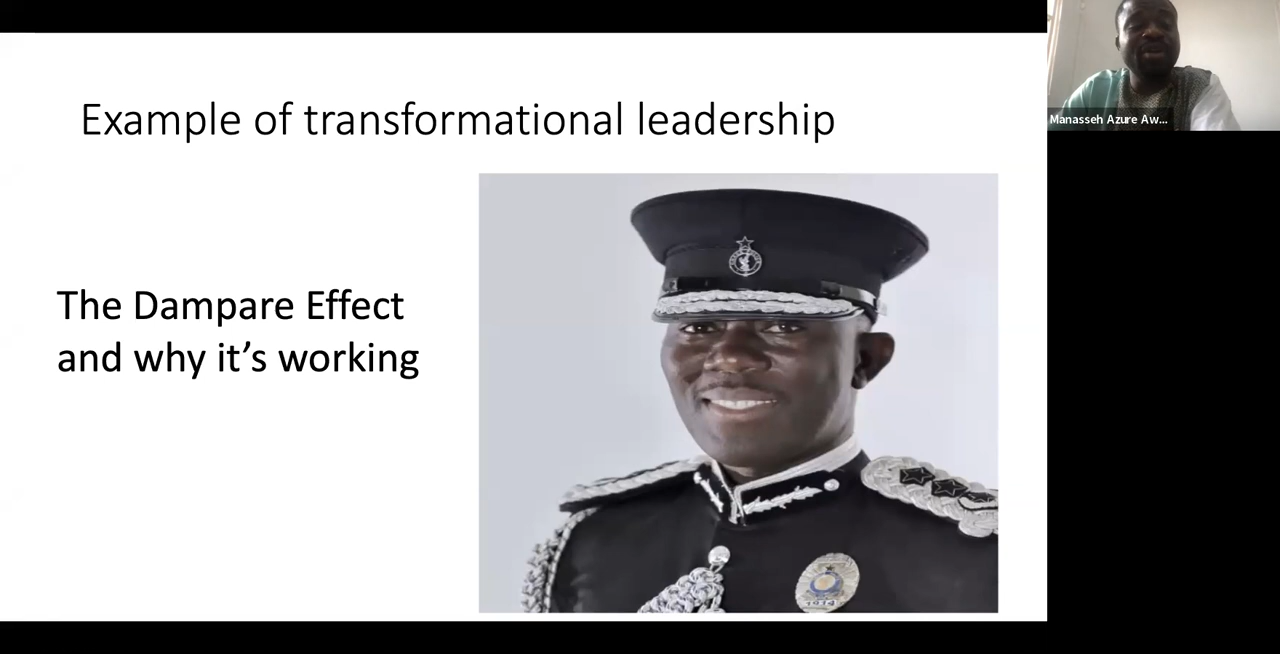 Example of transformational leadership
Manasseh Azure Aw...
The Dampare Effect
and why it’s working